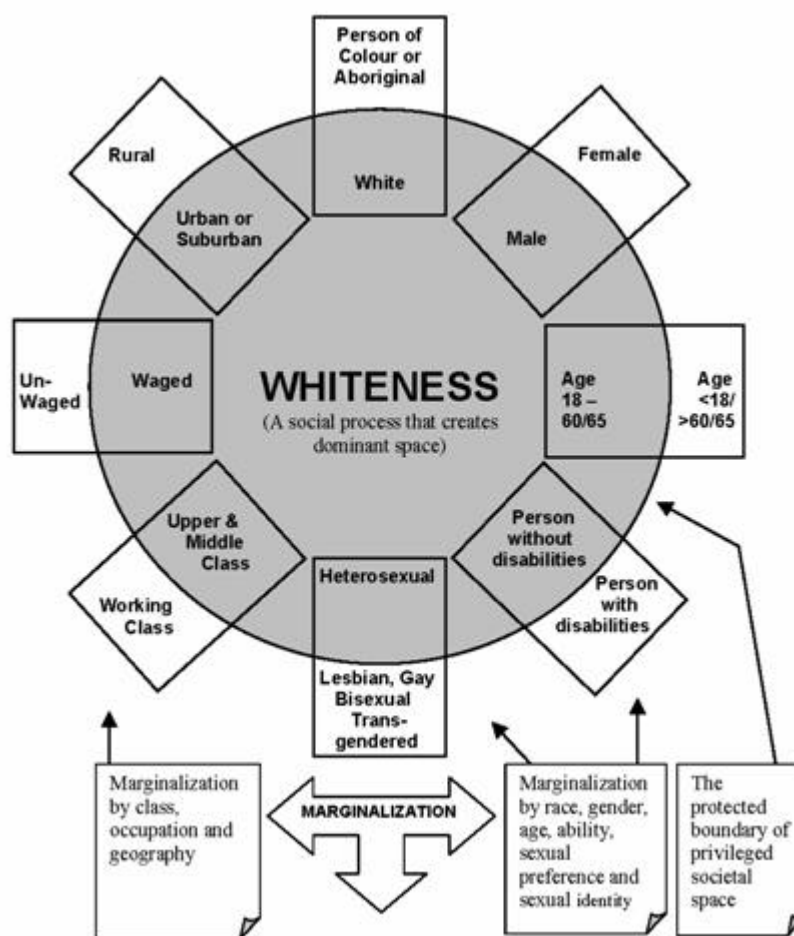 Person of
Colour or
Aboriginal
White
Rural
Urban or
Suburban
Female
Male
Un-
Waged
Waged
WHITENESS
(A social process that creates
dominant space)
Age
18 –
60/65
Age
<18/
>60/65
Upper &
Middle
Class
Working
Class
Heterosexual
Lesbian, Gay
Bisexual
Trans-
gendered
Person
without
disabilities
Person
with
disabilities
Marginalization
by class,
occupation and
geography
MARGINALIZATION
Marginalization
by race, gender,
age, ability,
sexual
preference and
sexual identity
The
protected
boundary of
privileged
societal
space